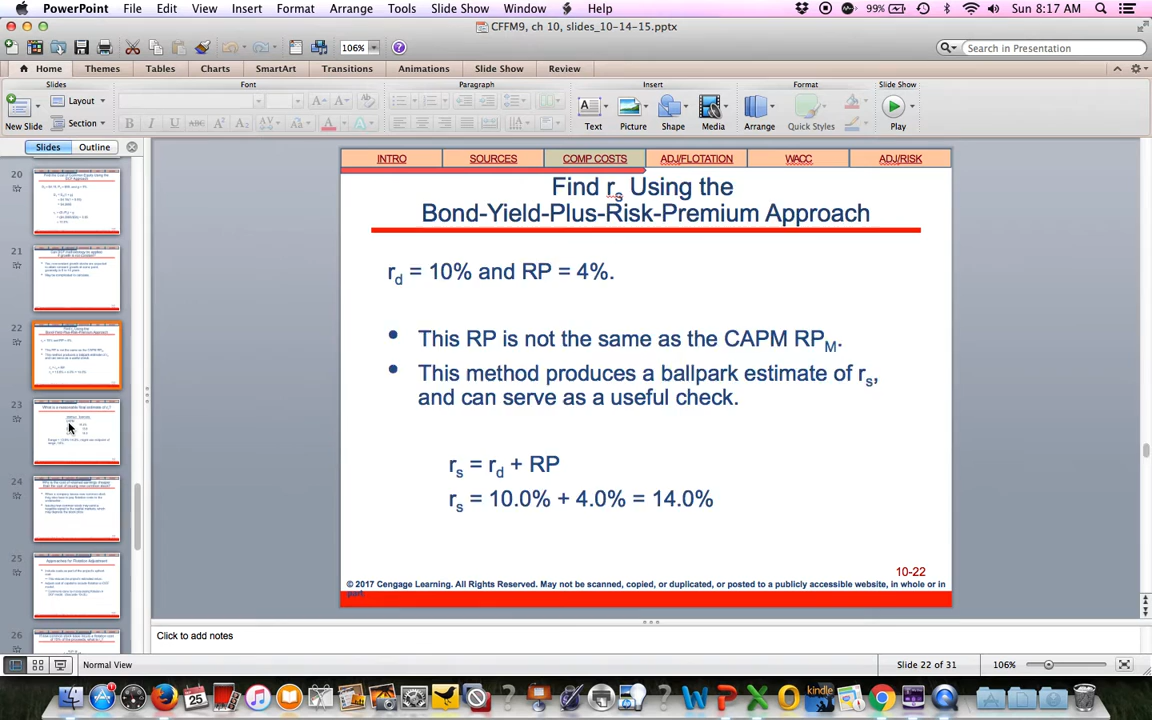 PowerPoint File Edit View Insert Format Arrange Tools Slide Show Window Help 99% Sun 8:17 AM
CFFM9, ch 10, slides_10-14-15.pptx
106% Search in Presentation
Home Themes Tables Charts SmartArt Transitions Animations Slide Show Review
Slides Font Paragraph Insert Format Slide Show
Layout
New Slide Section Text Picture Shape Media Arrange Quick Styles Play
Slides Outline
INTRO SOURCES COMP COSTS ADJ/FLOTATION WACC ADJ/RISK
Find rs Using the
Bond-Yield-Plus-Risk-Premium Approach
rd = 10% and RP = 4%.
• This RP is not the same as the CAPM RPM.
• This method produces a ballpark estimate of rs,
and can serve as a useful check.
rs = rd + RP
rs = 10.0% + 4.0% = 14.0%
10-22
© 2017 Cengage Learning. All Rights Reserved. May not be scanned, copied, or duplicated, or posted to a publicly accessible website, in whole or in
part.
20
21
22
23
24
25
26
Click to add notes
Normal View Slide 22 of 31 106%